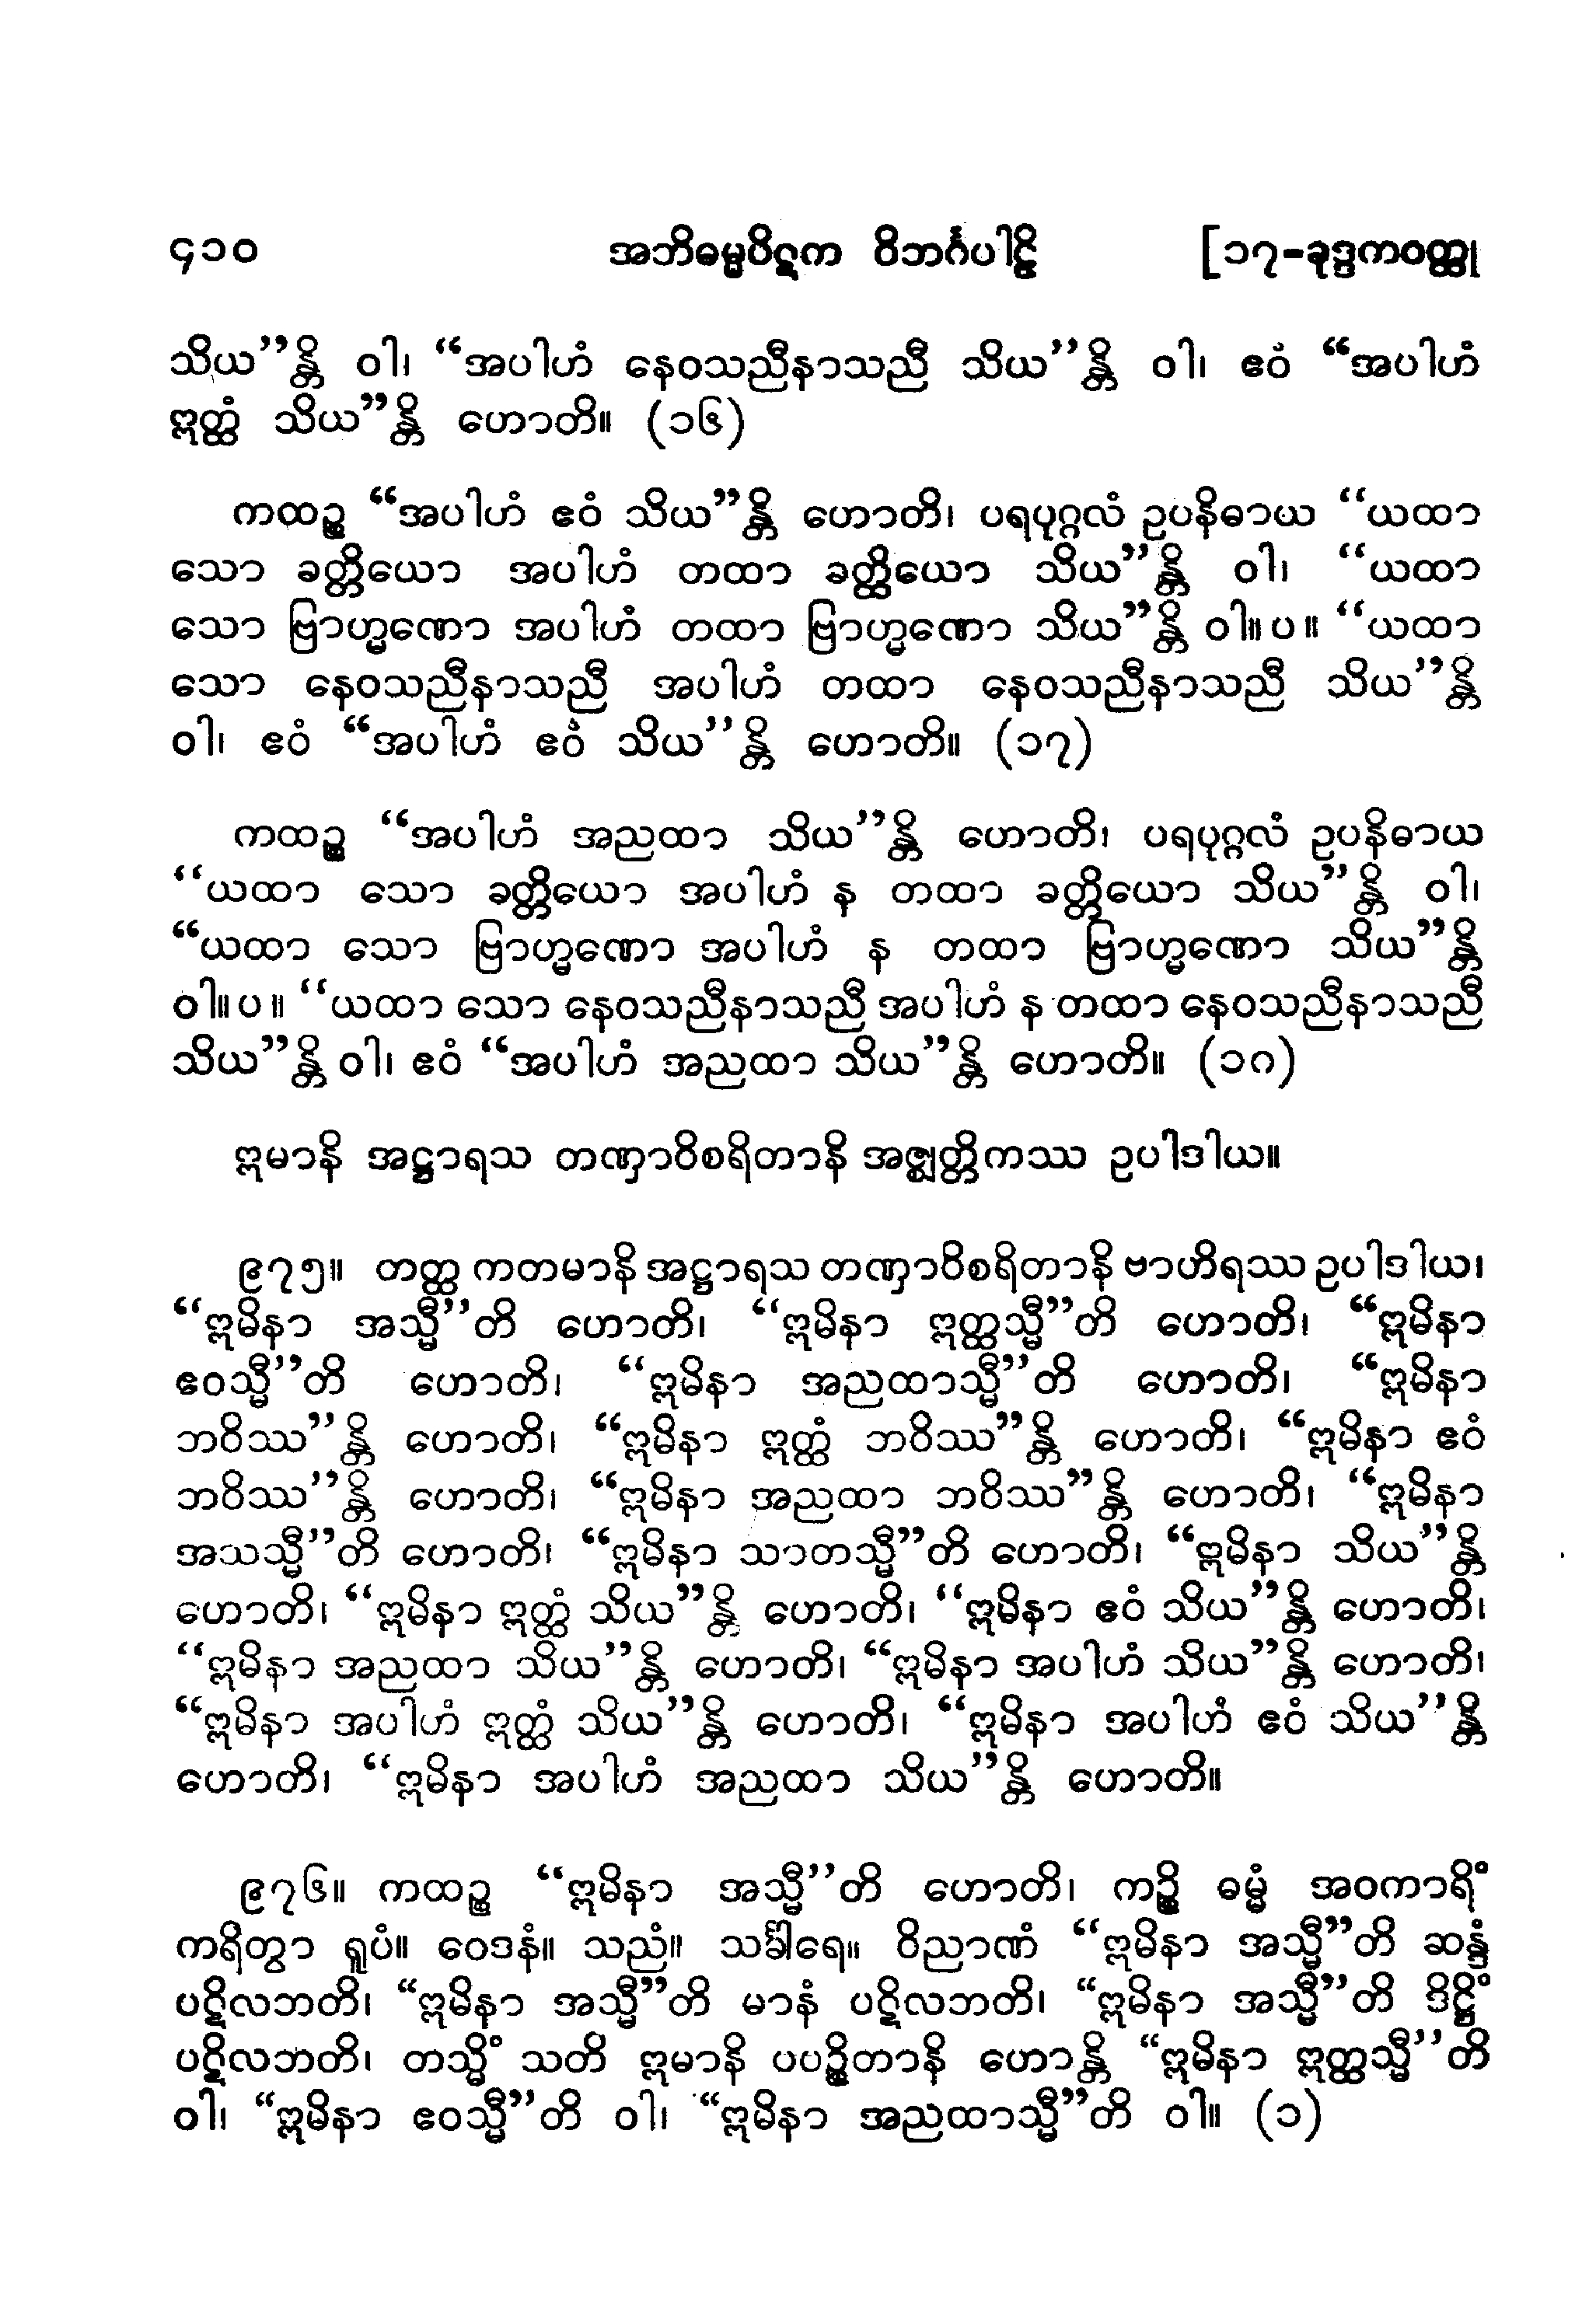 ၄၁၀ အဘိဓမ္မပိဋက ဝိဘင်္ဂပါဠိ [၁၇-ခုဒ္ဒကဝတ္ထု
သိယ”န္တိ ဝါ၊ “အပါဟံ နေဝသညီနာသညီ သိယ”န္တိ ဝါ၊ ဧဝံ “အပါဟံ
ဣတ္ထံ သိယ”န္တိ ဟောတိ။ (၁၆)
ကထဉ္စ “အပါဟံ ဧဝံ သိယ”န္တိ ဟောတိ၊ ပရပုဂ္ဂလံ ဥပနိဓာယ “ယထာ
သော ခတ္တိယော အပါဟံ တထာ ခတ္တိယော သိယ”န္တိ ဝါ၊ “ယထာ
သော ဗြာဟ္မဏော အပါဟံ တထာ ဗြာဟ္မဏော သိယ”န္တိ ဝါ။ပ။ “ယထာ
သော နေဝသညီနာသညီ အပါဟံ တထာ နေဝသညီနာသညီ သိယ”န္တိ
ဝါ၊ ဧဝံ “အပါဟံ ဧဝံ သိယ”န္တိ ဟောတိ။ (၁၇)
ကထဉ္စ “အပါဟံ အညထာ သိယ”န္တိ ဟောတိ၊ ပရပုဂ္ဂလံ ဥပနိဓာယ
“ယထာ သော ခတ္တိယော အပါဟံ န တထာ ခတ္တိယော သိယ”န္တိ ဝါ၊
“ယထာ သော ဗြာဟ္မဏော အပါဟံ န တထာ ဗြာဟ္မဏော သိယ”န္တိ
ဝါ။ပ။ “ယထာ သော နေဝသညီနာသညီ အပါဟံ န တထာ နေဝသညီနာသညီ
သိယ”န္တိ ဝါ၊ ဧဝံ “အပါဟံ အညထာ သိယ”န္တိ ဟောတိ။ (၁၈)
ဣမာနိ အဋ္ဌာရသ တဏှာဝိစရိတာနိ အဇ္ဈတ္တိကဿ ဥပါဒါယ။
၉၇၅။ တတ္ထ ကတမာနိ အဋ္ဌာရသ တဏှာဝိစရိတာနိ ဗာဟိရဿ ဥပါဒါယ၊
“ဣမိနာ အသ္မီ”တိ ဟောတိ၊ “ဣမိနာ ဣတ္ထသ္မီ”တိ ဟောတိ၊ “ဣမိနာ
ဧဝသ္မီ”တိ ဟောတိ၊ “ဣမိနာ အညထာသ္မီ”တိ ဟောတိ၊ “ဣမိနာ
ဘဝိဿ”န္တိ ဟောတိ၊ “ဣမိနာ ဣတ္ထံ ဘဝိဿ”န္တိ ဟောတိ၊ “ဣမိနာ ဧဝံ
ဘဝိဿ”န္တိ ဟောတိ၊ “ဣမိနာ အညထာ ဘဝိဿ”န္တိ ဟောတိ၊ “ဣမိနာ
အသသ္မီ”တိ ဟောတိ၊ “ဣမိနာ သာတသ္မီ”တိ ဟောတိ၊ “ဣမိနာ သိယ”န္တိ
ဟောတိ၊ “ဣမိနာ ဣတ္ထံ သိယ”န္တိ ဟောတိ၊ “ဣမိနာ ဧဝံ သိယ”န္တိ ဟောတိ၊
“ဣမိနာ အညထာ သိယ”န္တိ ဟောတိ၊ “ဣမိနာ အပါဟံ သိယ”န္တိ ဟောတိ၊
“ဣမိနာ အပါဟံ ဣတ္ထံ သိယ”န္တိ ဟောတိ၊ “ဣမိနာ အပါဟံ ဧဝံ သိယ”န္တိ
ဟောတိ၊ “ဣမိနာ အပါဟံ အညထာ သိယ”န္တိ ဟောတိ။
၉၇၆။ ကထဉ္စ “ဣမိနာ အသ္မီ”တိ ဟောတိ၊ ကဉ္စိ ဓမ္မံ အဝကာရိံ
ကရိတွာ ရူပံ။ ဝေဒနံ။ သညံ။ သင်္ခါရေ။ ဝိညာဏံ “ဣမိနာ အသ္မီ”တိ ဆန္ဒံ
ပဋိလဘတိ၊ “ဣမိနာ အသ္မီ”တိ မာနံ ပဋိလဘတိ၊ “ဣမိနာ အသ္မီ”တိ ဒိဋ္ဌိံ
ပဋိလဘတိ၊ တသ္မိံ သတိ ဣမာနိ ပပဉ္စိတာနိ ဟောန္တိ “ဣမိနာ ဣတ္ထသ္မီ”တိ
ဝါ၊ “ဣမိနာ ဧဝသ္မီ”တိ ဝါ၊ “ဣမိနာ အညထာသ္မီ”တိ ဝါ။ (၁)